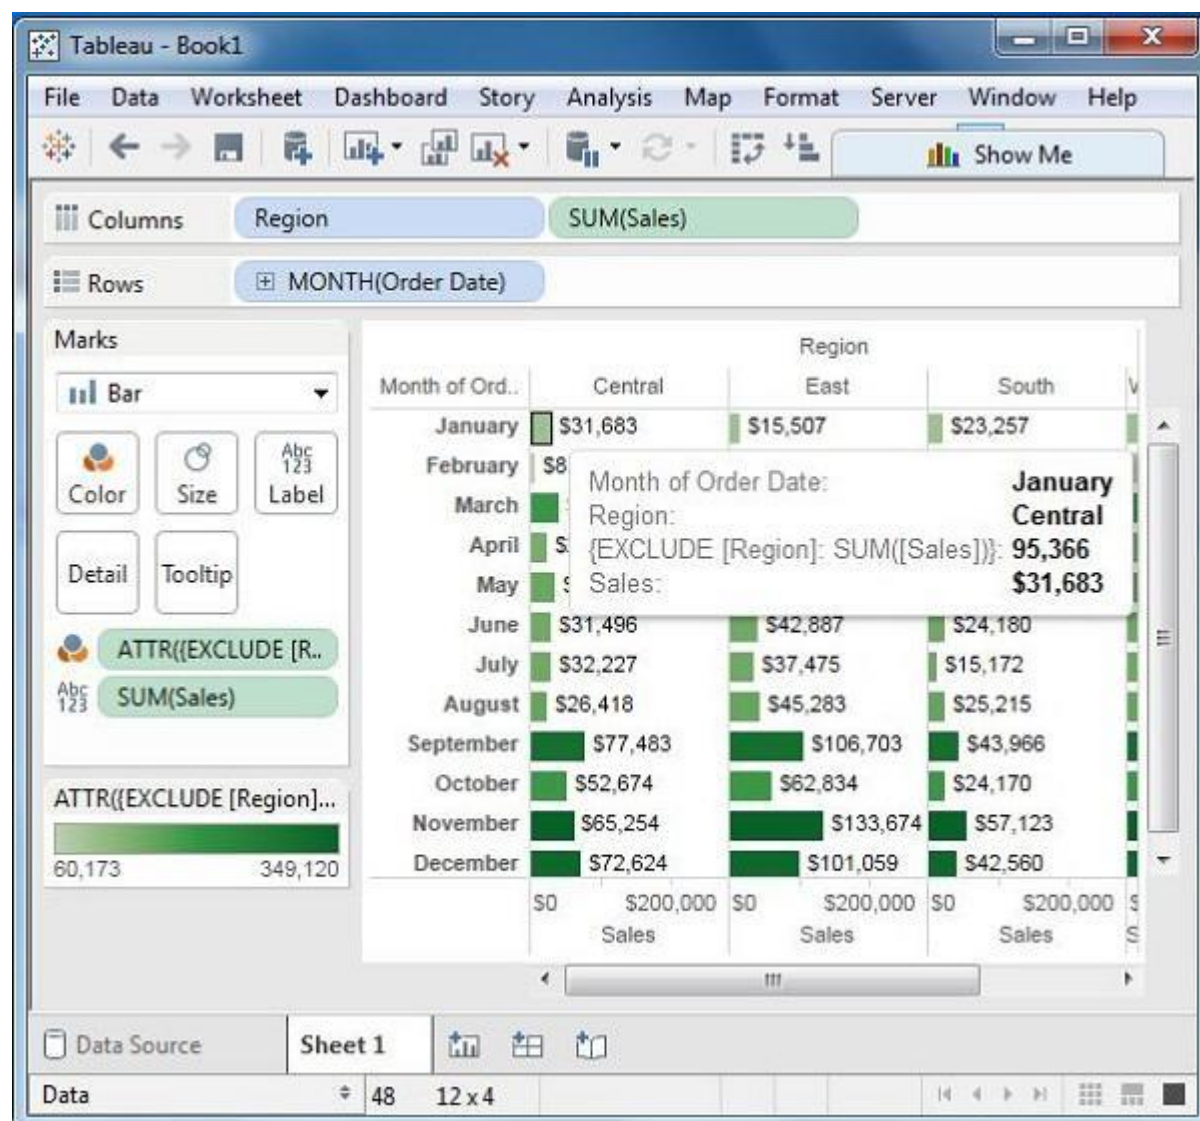 Tableau - Book1
File Data Worksheet Dashboard Story Analysis Map Format Server Window Help
Show Me
Columns Region SUM(Sales)
Rows MONTH(Order Date)
Marks
Bar
Color Size Abc 123 Label
Detail Tooltip
ATTR({EXCLUDE [R..
Abc 123 SUM(Sales)
ATTR({EXCLUDE [Region]...
60,173 349,120
Region
Month of Ord.. Central East South
January $31,683 $15,507 $23,257
February $8
March
April
May
June $31,496 $42,887 $24,180
July $32,227 $37,475 $15,172
August $26,418 $45,283 $25,215
September $77,483 $106,703 $43,966
October $52,674 $62,834 $24,170
November $65,254 $133,674 $57,123
December $72,624 $101,059 $42,560
$0 $200,000 $0 $200,000 $0 $200,000
Sales Sales Sales
Month of Order Date: January
Region: Central
{EXCLUDE [Region]: SUM([Sales])}: 95,366
Sales: $31,683
Data Source Sheet 1
Data 48 12 x 4